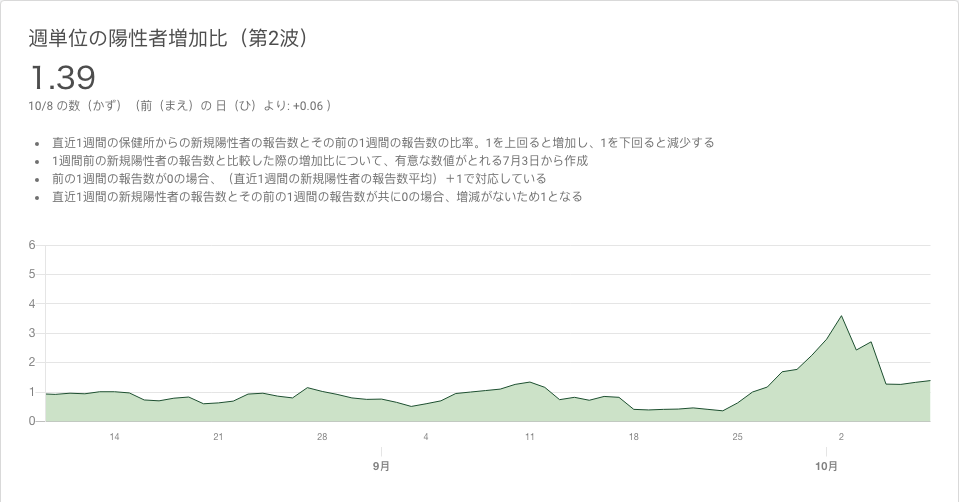 週単位の陽性者増加比（第2波）
1.39
10/8 の数（かず）（前（まえ）の 日（ひ）より: +0.06 ）
• 直近1週間の保健所からの新規陽性者の報告数とその前の1週間の報告数の比率。1を上回ると増加し、1を下回ると減少する
• 1週間前の新規陽性者の報告数と比較した際の増加比について、有意な数値がとれる7月3日から作成
• 前の1週間の報告数が0の場合、（直近1週間の新規陽性者の報告数平均）＋1で対応している
• 直近1週間の新規陽性者の報告数とその前の1週間の報告数が共に0の場合、増減がないため1となる
6
5
4
3
2
1
0
14 21 28 4 11 18 25 2
9月 10月